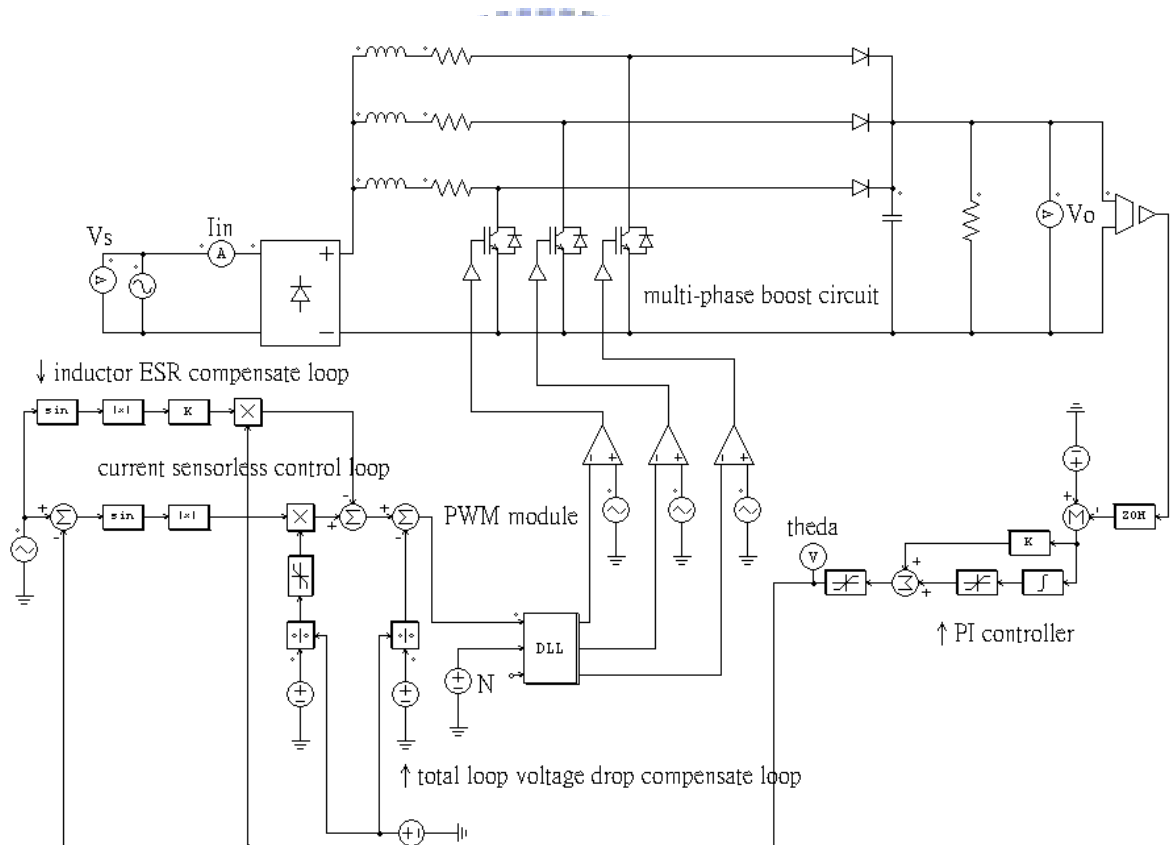 Vs
Iin
A
V
+
−
multi-phase boost circuit
V
Vo
↓ inductor ESR compensate loop
sin
|x|
K
current sensorless control loop
sin
|x|
PWM module
theda
V
K
ZOH
↑ PI controller
DLL
N
↑ total loop voltage drop compensate loop